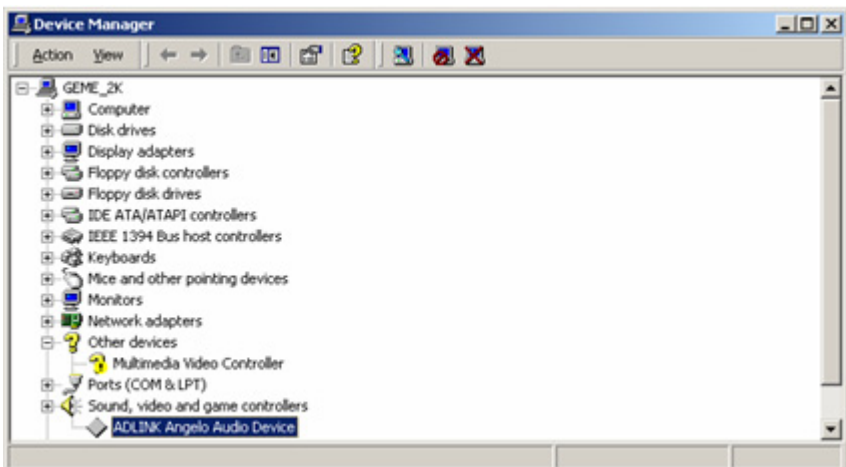 Device Manager
Action View
GEME_2K
Computer
Disk drives
Display adapters
Floppy disk controllers
Floppy disk drives
IDE ATA/ATAPI controllers
IEEE 1394 Bus host controllers
Keyboards
Mice and other pointing devices
Monitors
Network adapters
Other devices
Multimedia Video Controller
Ports (COM & LPT)
Sound, video and game controllers
ADLINK Angelo Audio Device